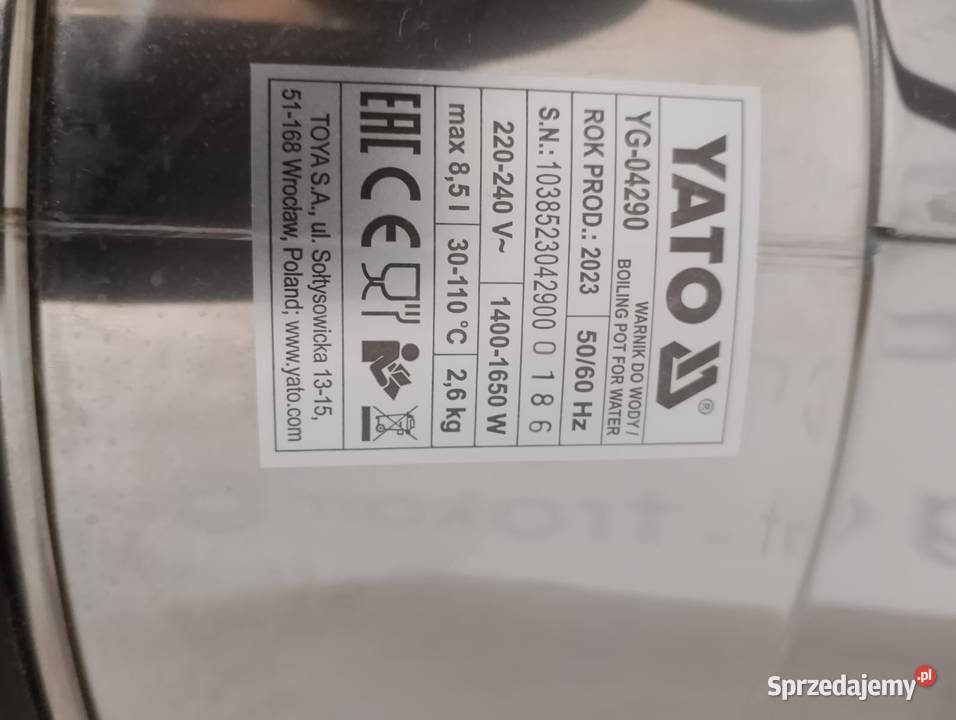 YATO ®
YG-04290
WARNIK DO WODY /
BOILING POT FOR WATER
ROK PROD.: 2023
50/60 Hz
S.N.: 103852304290 0 0 1 8 6
220-240 V~
1400-1650 W
max 8,5 l
30-110 °C
2,6 kg
EAC CE
TOYA S.A., ul. Sołtysowicka 13-15,
51-168 Wrocław, Poland; www.yato.com
Sprzedajemy.pl